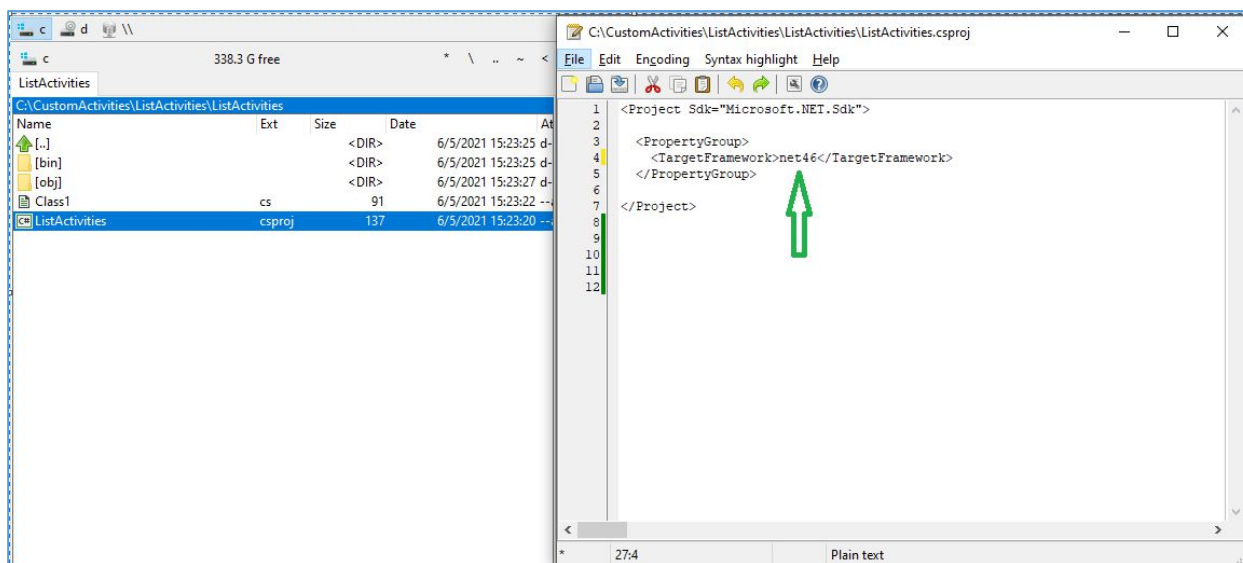 c d \\
c 338.3 G free * \ .. ~ <
ListActivities
C:\CustomActivities\ListActivities\ListActivities
Name Ext Size Date At
[..] <DIR> 6/5/2021 15:23:25 d-
[bin] <DIR> 6/5/2021 15:23:25 d-
[obj] <DIR> 6/5/2021 15:23:27 d-
Class1 cs 91 6/5/2021 15:23:22 --
ListActivities csproj 137 6/5/2021 15:23:20 --
C:\CustomActivities\ListActivities\ListActivities\ListActivities.csproj
File Edit Encoding Syntax highlight Help
1 <Project Sdk="Microsoft.NET.Sdk">
2
3 <PropertyGroup>
4 <TargetFramework>net46</TargetFramework>
5 </PropertyGroup>
6
7 </Project>
8
9
10
11
12
* 27:4 Plain text